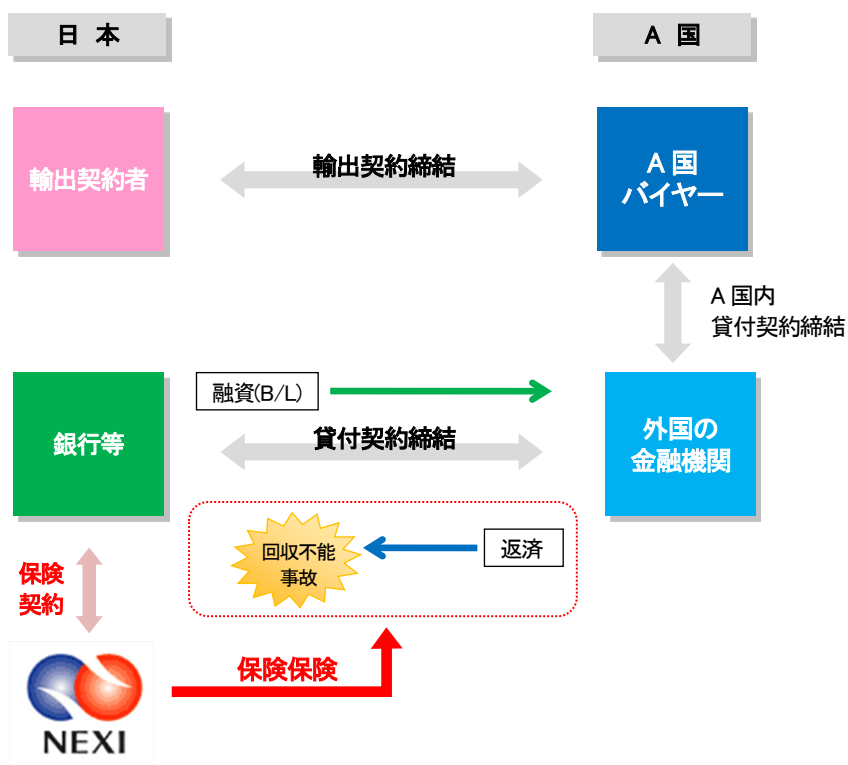 日 本
A 国
輸出契約者
輸出契約締結
A 国
バイヤー
A 国内
貸付契約締結
融資(B/L)
銀行等
貸付契約締結
外国の
金融機関
回収不能
事故
返済
保険
契約
保険保険
NEXI